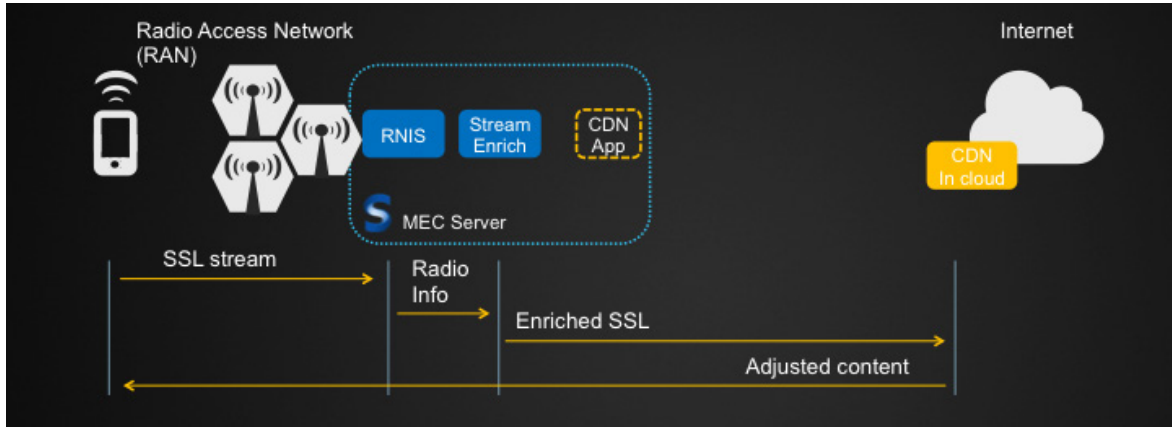 Radio Access Network
(RAN)
Internet
RNIS
Stream
Enrich
CDN
App
CDN
In cloud
S MEC Server
SSL stream
Radio
Info
Enriched SSL
Adjusted content